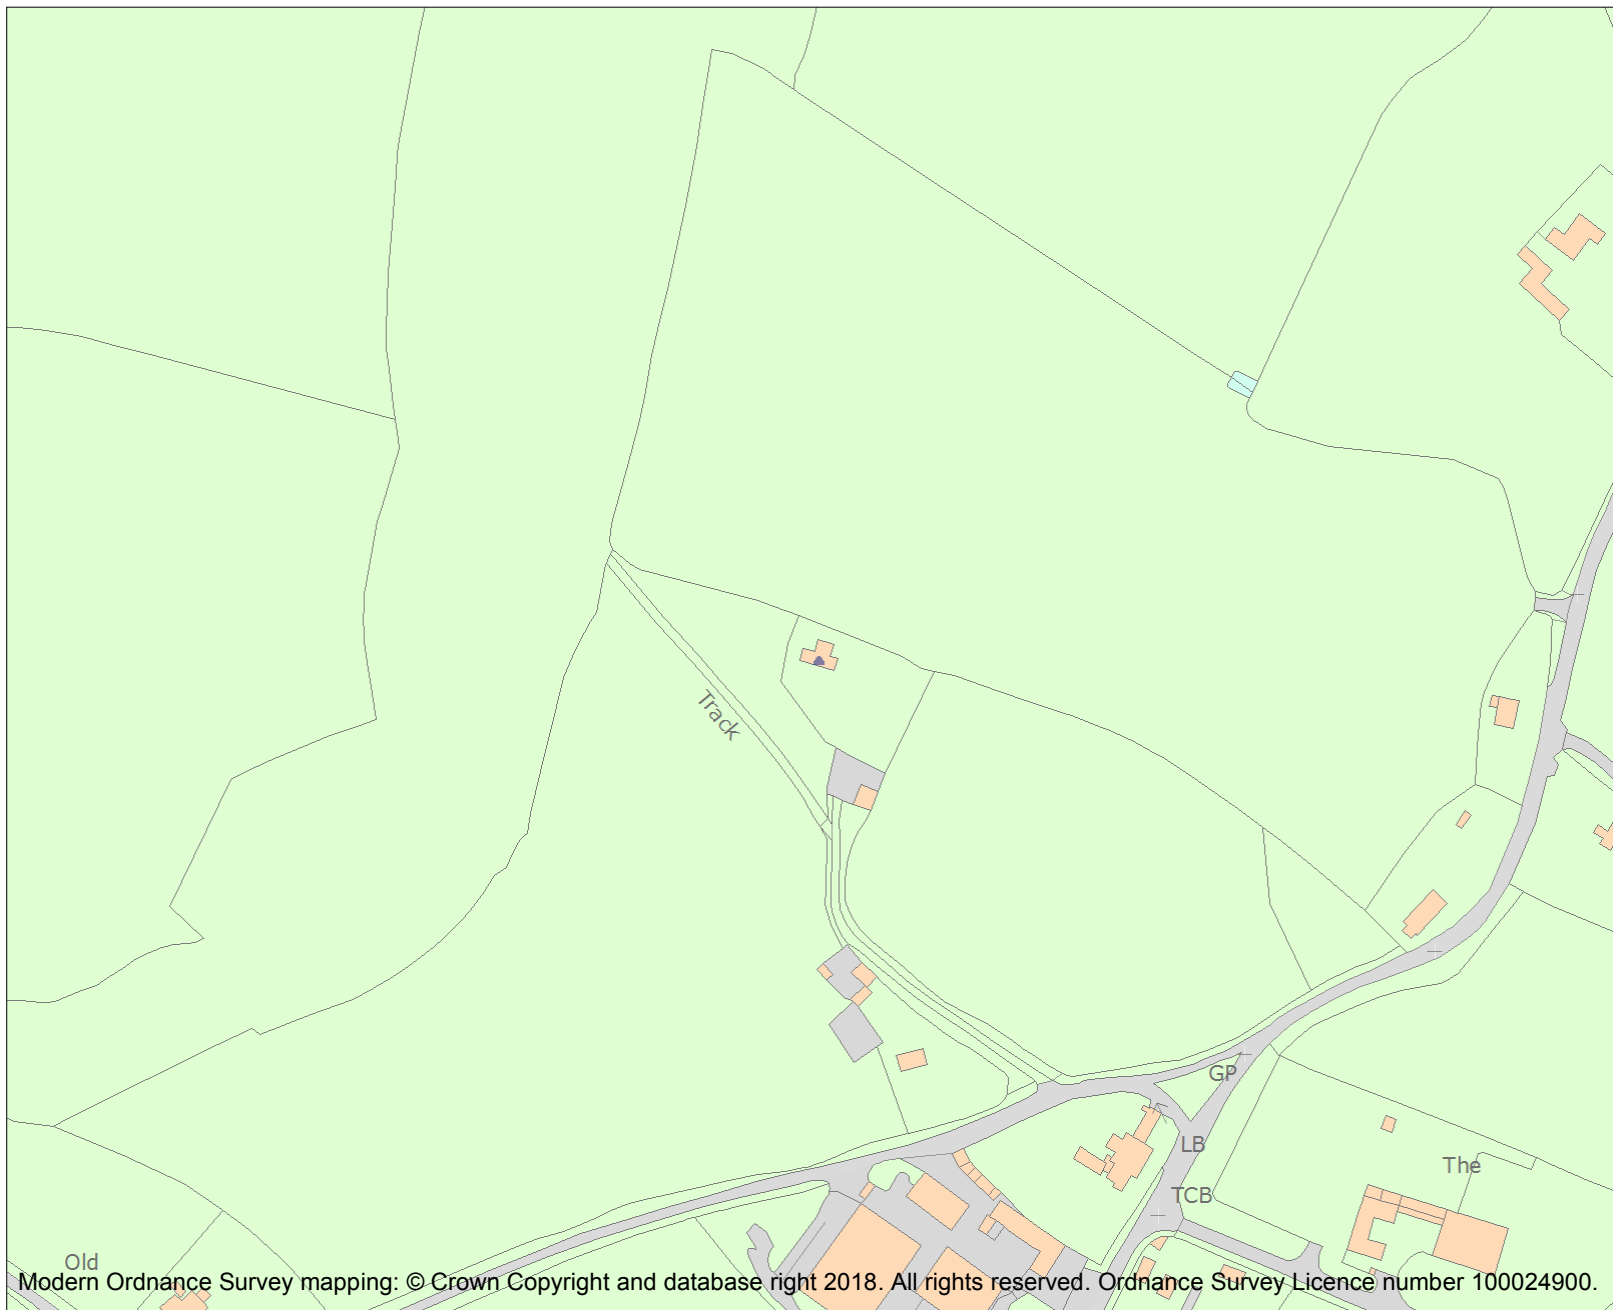 Track
GP
LB
The
TCB
Old
Modern Ordnance Survey mapping: © Crown Copyright and database right 2018. All rights reserved. Ordnance Survey Licence number 100024900.